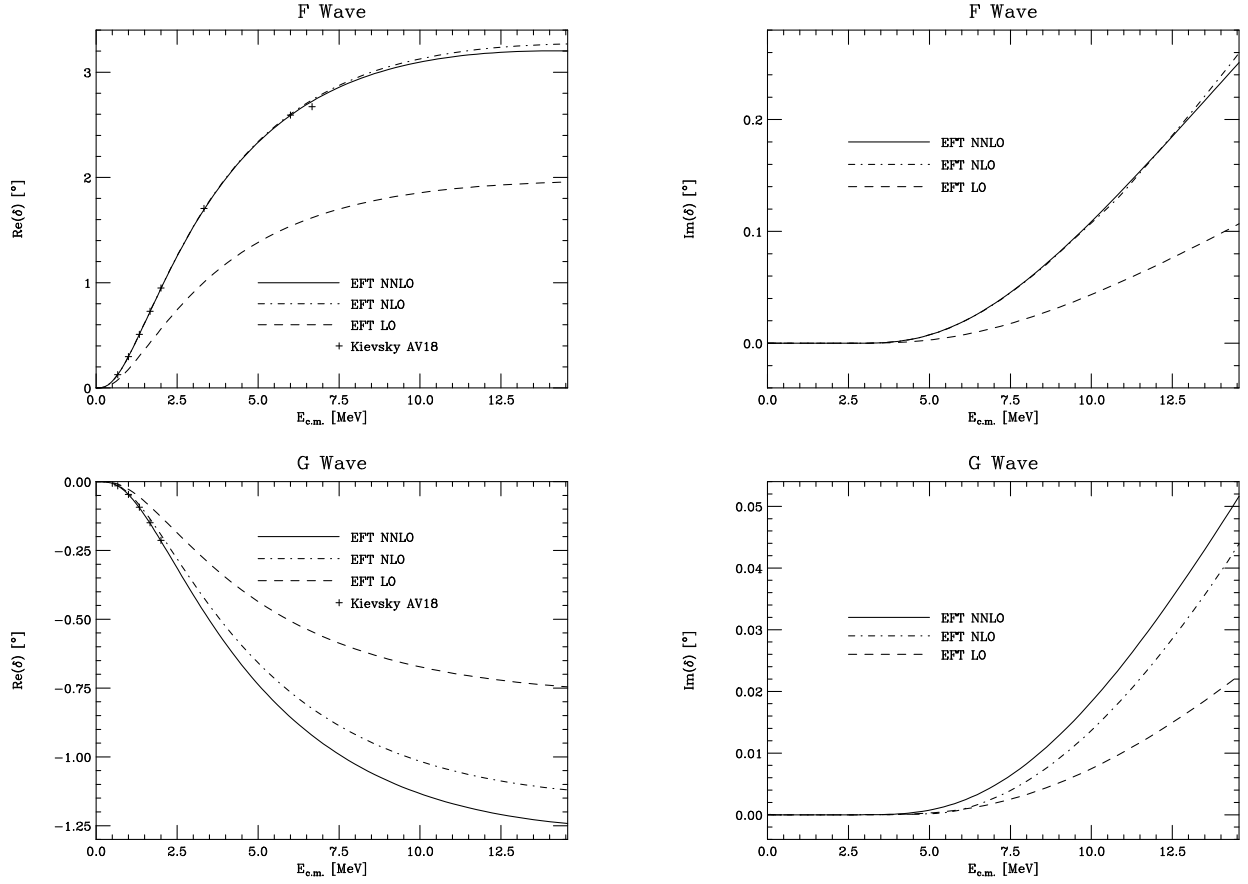 F Wave
Re(δ) [°]
3
2
1
0
EFT NNLO
EFT NLO
EFT LO
Kievsky AV18
0.0 2.5 5.0 7.5 10.0 12.5
E_c.m. [MeV]
F Wave
Im(δ) [°]
0.2
0.1
0.0
EFT NNLO
EFT NLO
EFT LO
0.0 2.5 5.0 7.5 10.0 12.5
E_c.m. [MeV]
G Wave
Re(δ) [°]
0.00
−0.25
−0.50
−0.75
−1.00
−1.25
EFT NNLO
EFT NLO
EFT LO
Kievsky AV18
0.0 2.5 5.0 7.5 10.0 12.5
E_c.m. [MeV]
G Wave
Im(δ) [°]
0.05
0.04
0.03
0.02
0.01
0.00
EFT NNLO
EFT NLO
EFT LO
0.0 2.5 5.0 7.5 10.0 12.5
E_c.m. [MeV]